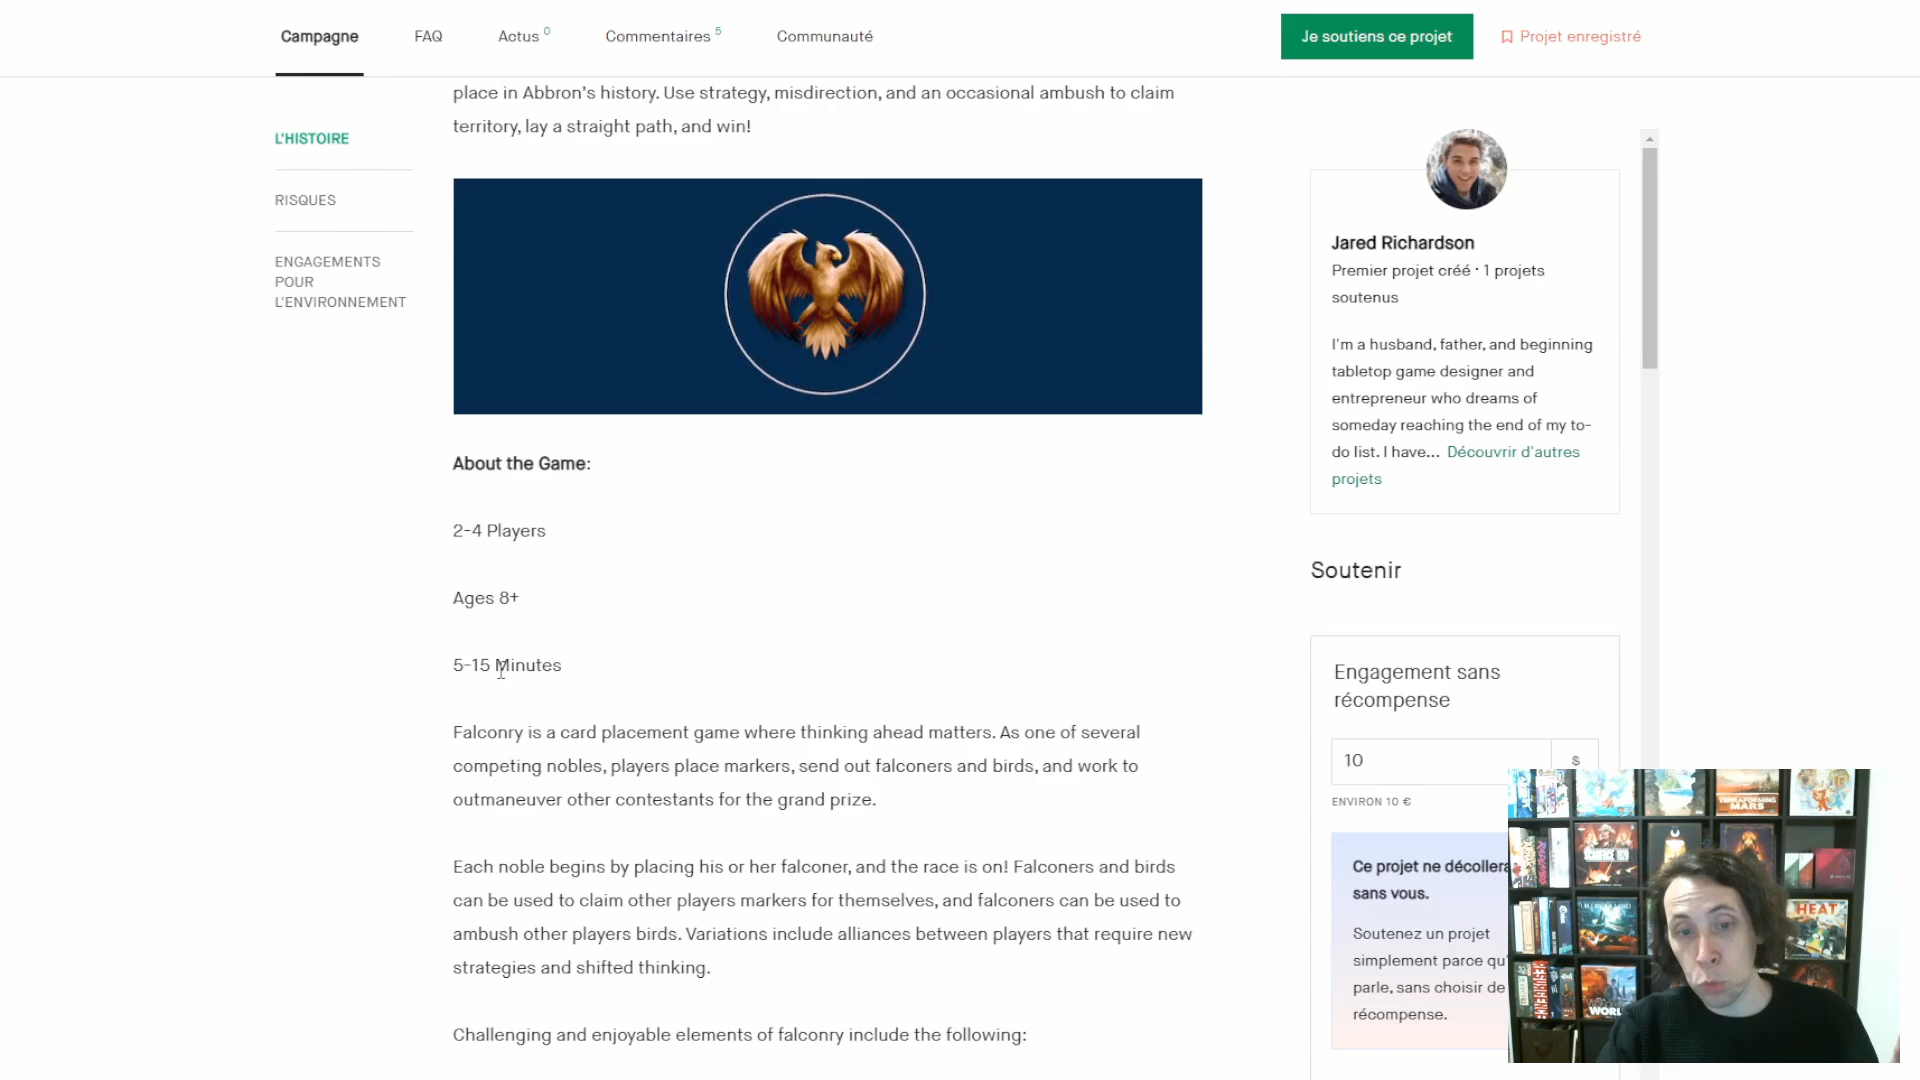 Campagne
FAQ
Actus 0
Commentaires 5
Communauté
Je soutiens ce projet
Projet enregistré
L'HISTOIRE
RISQUES
ENGAGEMENTS
POUR
L'ENVIRONNEMENT
place in Abbron's history. Use strategy, misdirection, and an occasional ambush to claim
territory, lay a straight path, and win!
About the Game:
2-4 Players
Ages 8+
5-15 Minutes
Falconry is a card placement game where thinking ahead matters. As one of several
competing nobles, players place markers, send out falconers and birds, and work to
outmaneuver other contestants for the grand prize.
Each noble begins by placing his or her falconer, and the race is on! Falconers and birds
can be used to claim other players markers for themselves, and falconers can be used to
ambush other players birds. Variations include alliances between players that require new
strategies and shifted thinking.
Challenging and enjoyable elements of falconry include the following:
Jared Richardson
Premier projet créé · 1 projets
soutenus
I'm a husband, father, and beginning
tabletop game designer and
entrepreneur who dreams of
someday reaching the end of my to-
do list. I have... Découvrir d'autres
projets
Soutenir
Engagement sans
récompense
10 $
ENVIRON 10 €
Ce projet ne décollera
sans vous.
Soutenez un projet
simplement parce qu'
parle, sans choisir de
récompense.
TERRAFORMING
MARS
HEAT
WORL